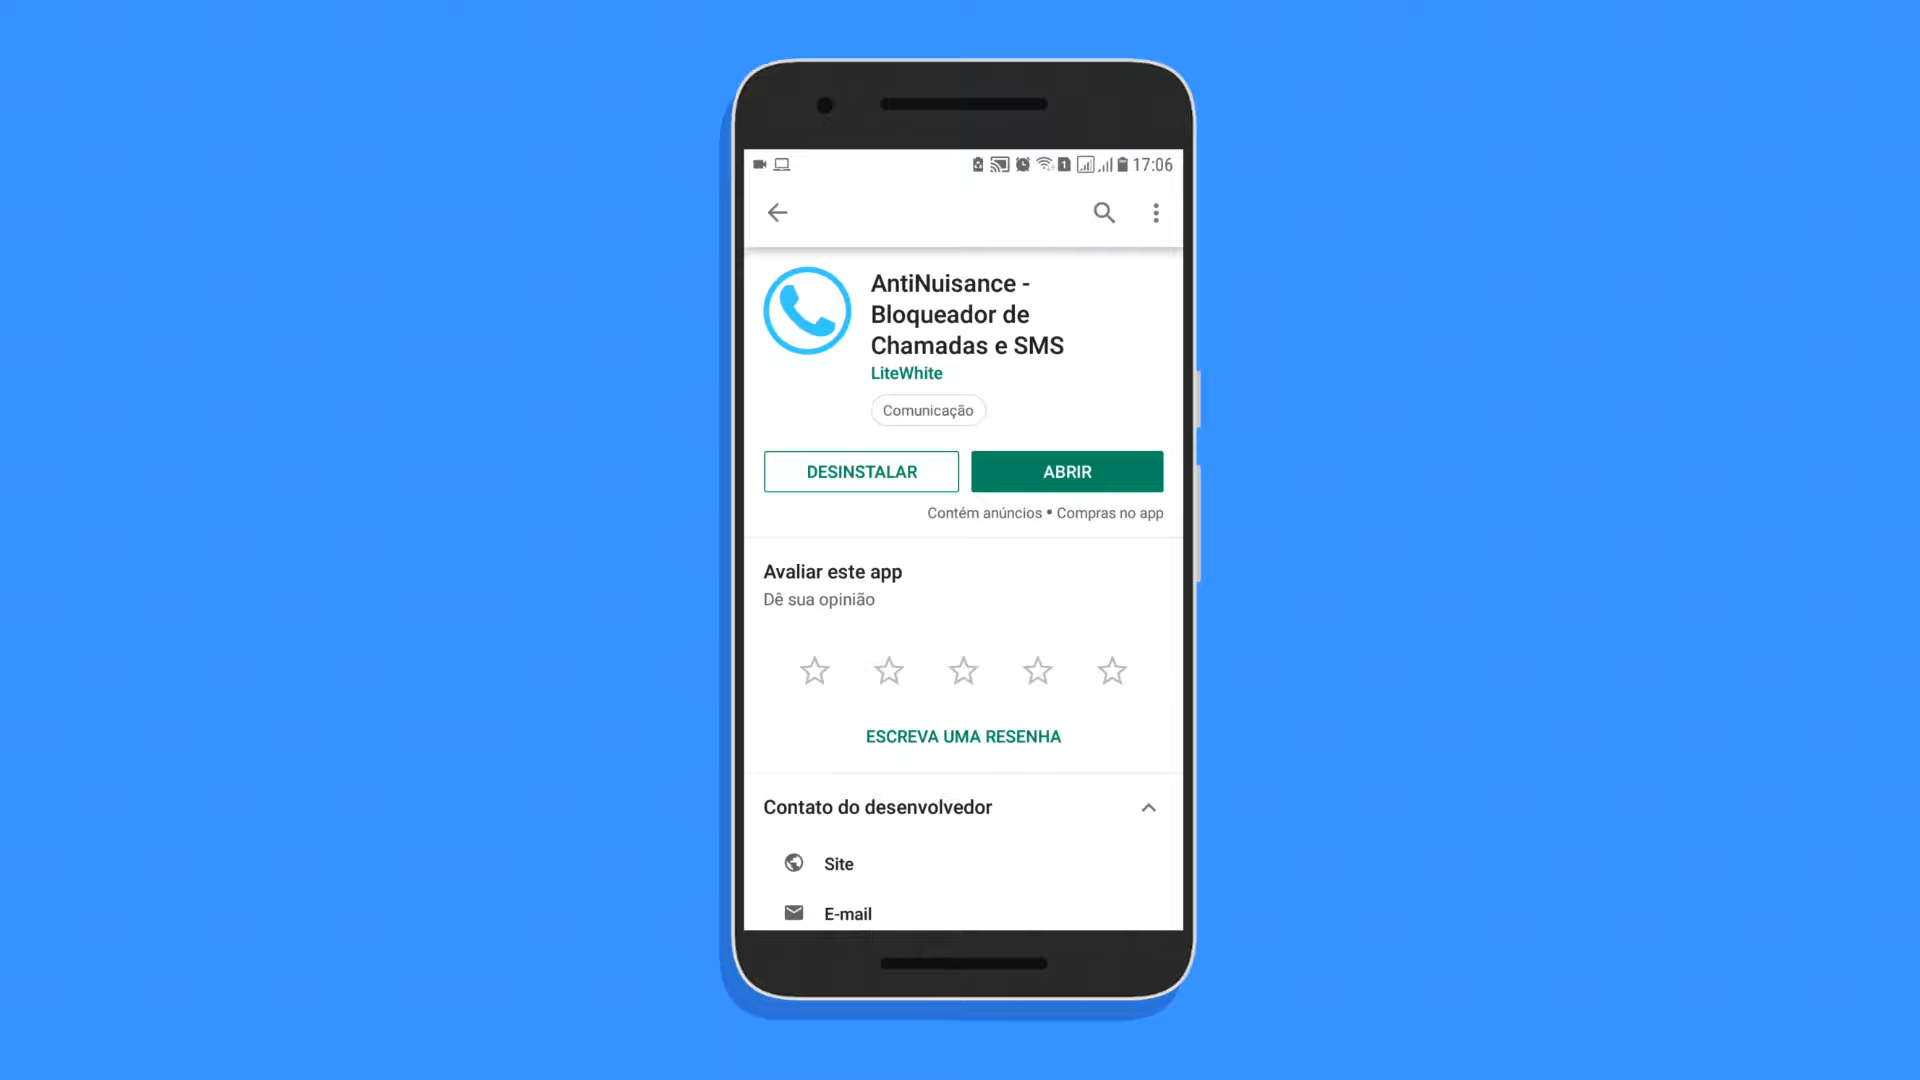 17:06
AntiNuisance -
Bloqueador de
Chamadas e SMS
LiteWhite
Comunicação
DESINSTALAR
ABRIR
Contém anúncios • Compras no app
Avaliar este app
Dê sua opinião
ESCREVA UMA RESENHA
Contato do desenvolvedor
Site
E-mail